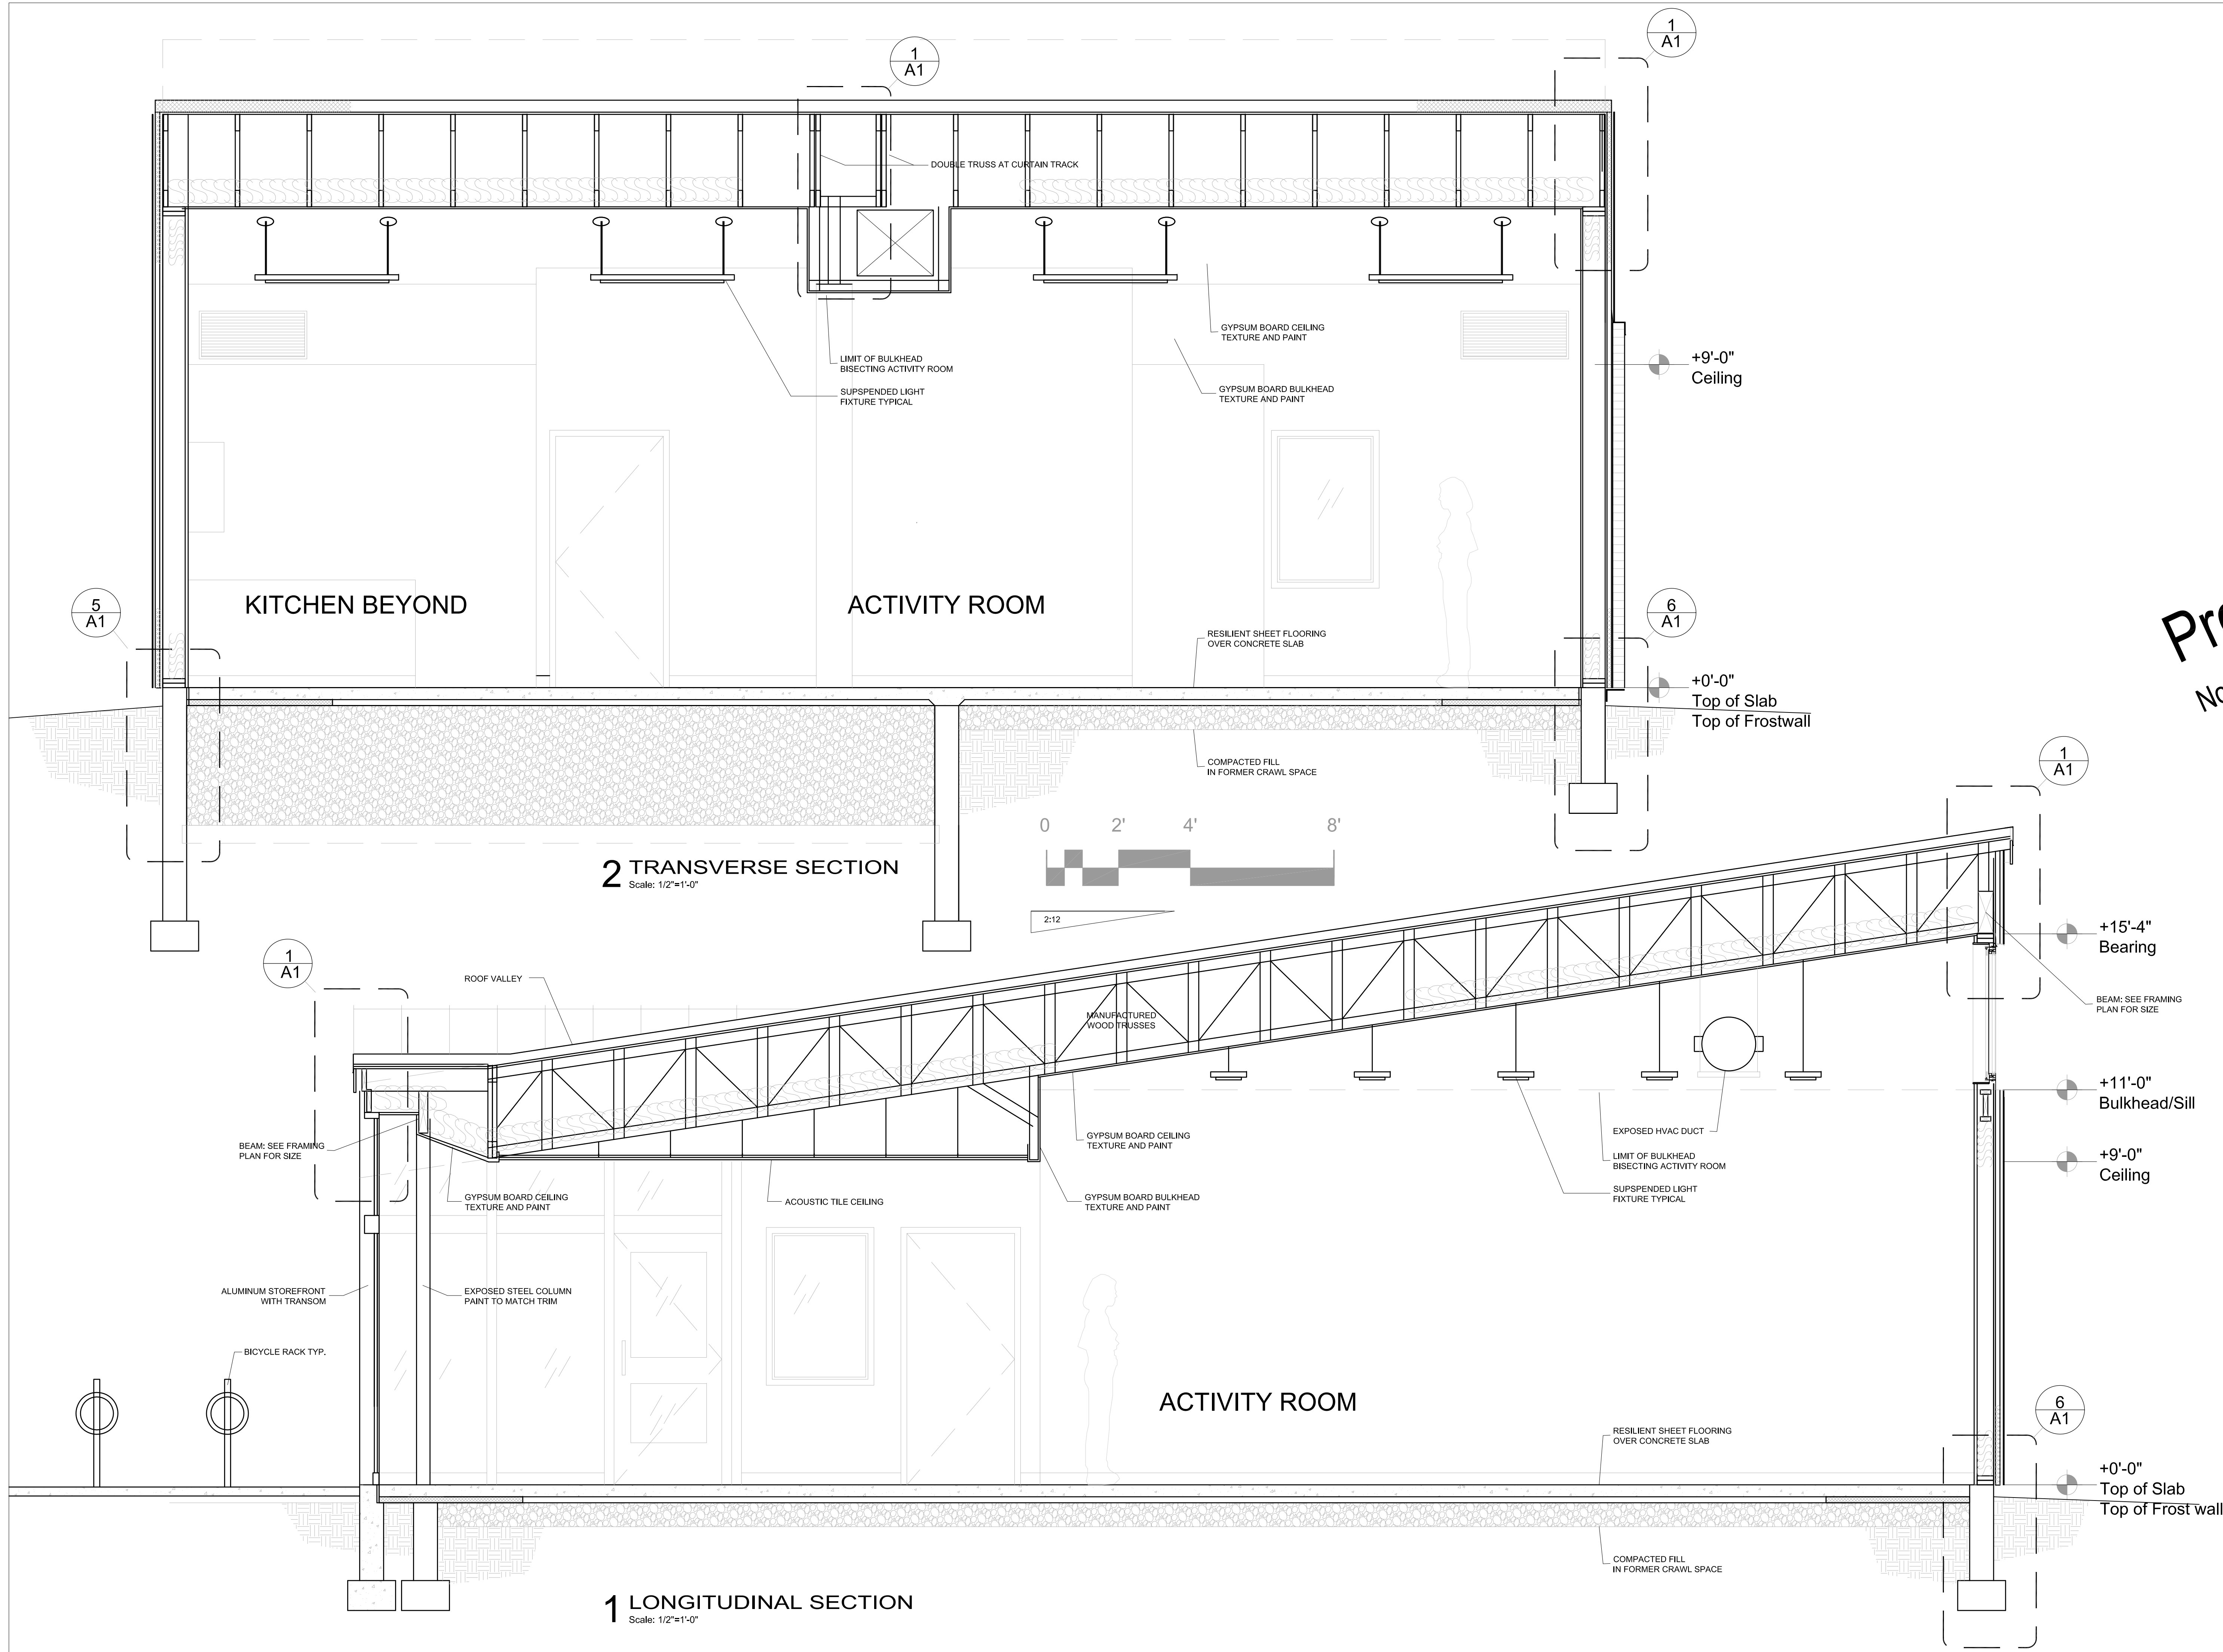 1
A1
1
A1
DOUBLE TRUSS AT CURTAIN TRACK
GYPSUM BOARD CEILING
TEXTURE AND PAINT
LIMIT OF BULKHEAD
BISECTING ACTIVITY ROOM
SUPSPENDED LIGHT
FIXTURE TYPICAL
GYPSUM BOARD BULKHEAD
TEXTURE AND PAINT
+9'-0"
Ceiling
5
A1
KITCHEN BEYOND
ACTIVITY ROOM
6
A1
RESILIENT SHEET FLOORING
OVER CONCRETE SLAB
+0'-0"
Top of Slab
Top of Frostwall
COMPACTED FILL
IN FORMER CRAWL SPACE
0 2' 4' 8'
2 TRANSVERSE SECTION
Scale: 1/2"=1'-0"
2:12
1
A1
1
A1
ROOF VALLEY
MANUFACTURED
WOOD TRUSSES
+15'-4"
Bearing
BEAM: SEE FRAMING
PLAN FOR SIZE
+11'-0"
Bulkhead/Sill
BEAM: SEE FRAMING
PLAN FOR SIZE
GYPSUM BOARD CEILING
TEXTURE AND PAINT
EXPOSED HVAC DUCT
LIMIT OF BULKHEAD
BISECTING ACTIVITY ROOM
+9'-0"
Ceiling
GYPSUM BOARD CEILING
TEXTURE AND PAINT
ACOUSTIC TILE CEILING
GYPSUM BOARD BULKHEAD
TEXTURE AND PAINT
SUPSPENDED LIGHT
FIXTURE TYPICAL
ALUMINUM STOREFRONT
WITH TRANSOM
EXPOSED STEEL COLUMN
PAINT TO MATCH TRIM
BICYCLE RACK TYP.
ACTIVITY ROOM
6
A1
RESILIENT SHEET FLOORING
OVER CONCRETE SLAB
+0'-0"
Top of Slab
Top of Frost wall
COMPACTED FILL
IN FORMER CRAWL SPACE
1 LONGITUDINAL SECTION
Scale: 1/2"=1'-0"